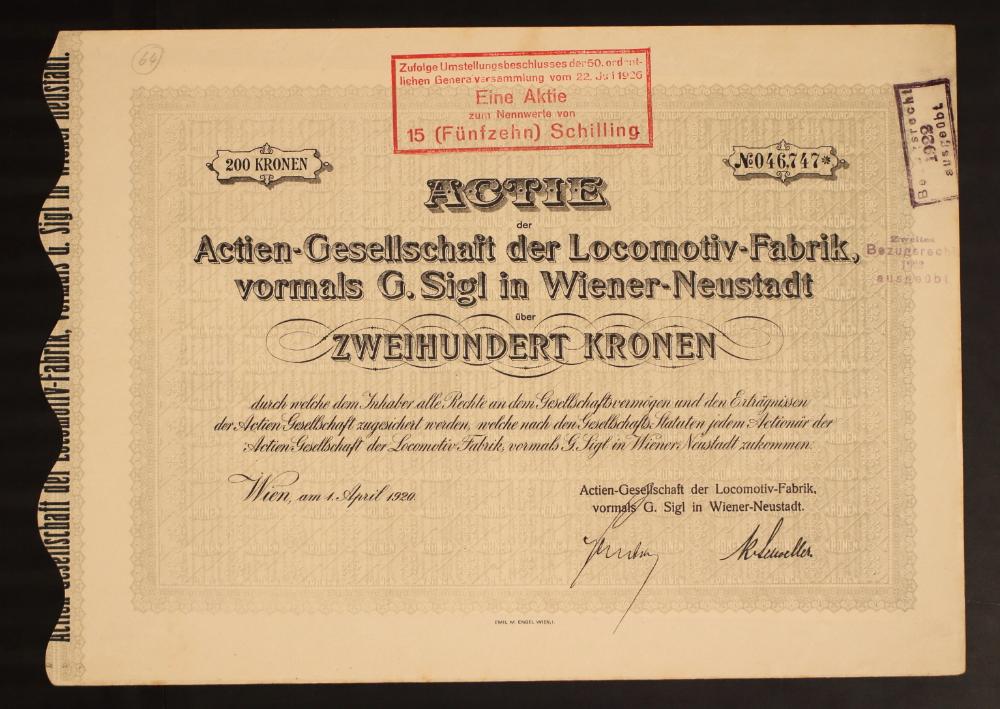 64
Zufolge Umstellungsbeschlusses der 50. ordent-
lichen Generalversammlung vom 22. Juli 1926
Eine Aktie
zum Nennwerte von
15 (Fünfzehn) Schilling
200 KRONEN
№ 046,747*
ACTIE
der
Actien-Gesellschaft der Locomotiv-Fabrik,
vormals G. Sigl in Wiener-Neustadt
über
ZWEIHUNDERT KRONEN
durch welche dem Inhaber alle Rechte an dem Gesellschaftsvermögen und den Erträgnissen
der Actien-Gesellschaft zugesichert werden, welche nach den Gesellschafts-Statuten jedem Actionär der
Actien-Gesellschaft der Locomotiv-Fabrik, vormals G. Sigl in Wiener-Neustadt zukommen.
Wien, am 1. April 1920.
Actien-Gesellschaft der Locomotiv-Fabrik,
vormals G. Sigl in Wiener-Neustadt.
EMIL M. ENGEL, WIEN, I.
Actien-Gesellschaft der Locomotiv-Fabrik, vormals G. Sigl in Wiener Neustadt.
1922
ausgeübt
Zweites
Bezugsrecht
ausgeübt